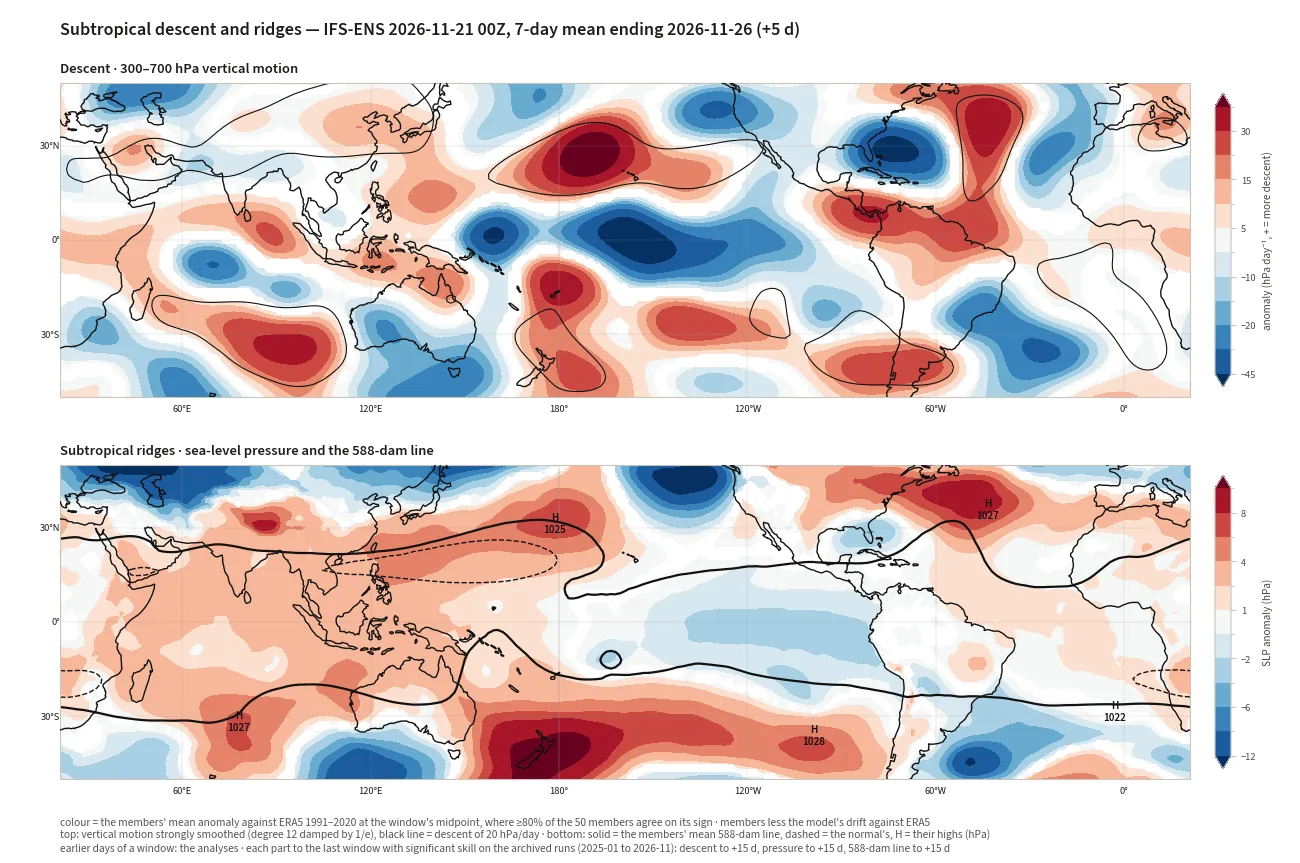 Subtropical descent and ridges — IFS-ENS 2026-11-21 00Z, 7-day mean ending 2026-11-26 (+5 d)
Descent · 300–700 hPa vertical motion
30°N
0°
30°S
60°E
120°E
180°
120°W
60°W
0°
30
15
5
−10
−20
−45
anomaly (hPa day⁻¹, + = more descent)
Subtropical ridges · sea-level pressure and the 588-dam line
30°N
0°
30°S
H
1025
H
1027
H
1027
H
1028
H
1022
60°E
120°E
180°
120°W
60°W
0°
8
4
1
−2
−6
−12
SLP anomaly (hPa)
colour = the members' mean anomaly against ERA5 1991–2020 at the window's midpoint, where ≥80% of the 50 members agree on its sign · members less the model's drift against ERA5
top: vertical motion strongly smoothed (degree 12 damped by 1/e), black line = descent of 20 hPa/day · bottom: solid = the members' mean 588-dam line, dashed = the normal's, H = their highs (hPa)
earlier days of a window: the analyses · each part to the last window with significant skill on the archived runs (2025-01 to 2026-11): descent to +15 d, pressure to +15 d, 588-dam line to +15 d